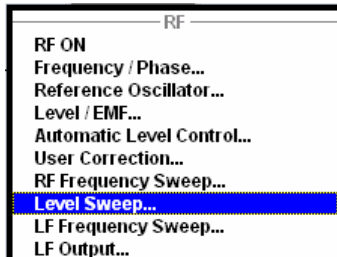 RF
RF ON
Frequency / Phase...
Reference Oscillator...
Level / EMF...
Automatic Level Control...
User Correction...
RF Frequency Sweep...
Level Sweep...
LF Frequency Sweep...
LF Output...